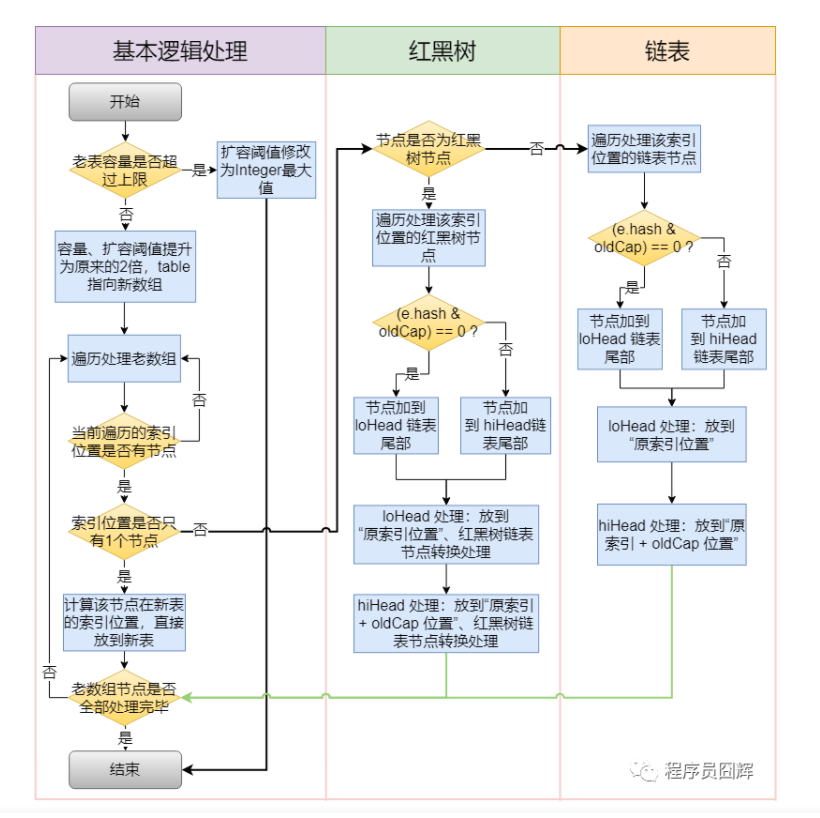 基本逻辑处理
红黑树
链表
开始
老表容量是否超
过上限
是
扩容阈值修改
为Integer最大
值
否
容量、扩容阈值提升
为原来的2倍，table
指向新数组
遍历处理老数组
否
当前遍历的索引
位置是否有节点
是
索引位置是否只
有1个节点
否
是
计算该节点在新表
的索引位置，直接
放到新表
否
老数组节点是否
全部处理完毕
是
结束
节点是否为红黑
树节点
否
是
遍历处理该索引
位置的红黑树节
点
(e.hash &
oldCap) == 0 ?
是
否
节点加到
loHead 链表
尾部
节点加
到 hiHead链
表尾部
loHead 处理：放到
“原索引位置”、红黑树链表
节点转换处理
hiHead 处理：放到“原索引
+ oldCap 位置”、红黑树链
表节点转换处理
遍历处理该索引
位置的链表节点
(e.hash &
oldCap) == 0 ?
是
否
节点加到
loHead 链表
尾部
节点加
到 hiHead
链表尾部
loHead 处理：放到
“原索引位置”
hiHead 处理：放到“原
索引 + oldCap 位置”
程序员囧辉